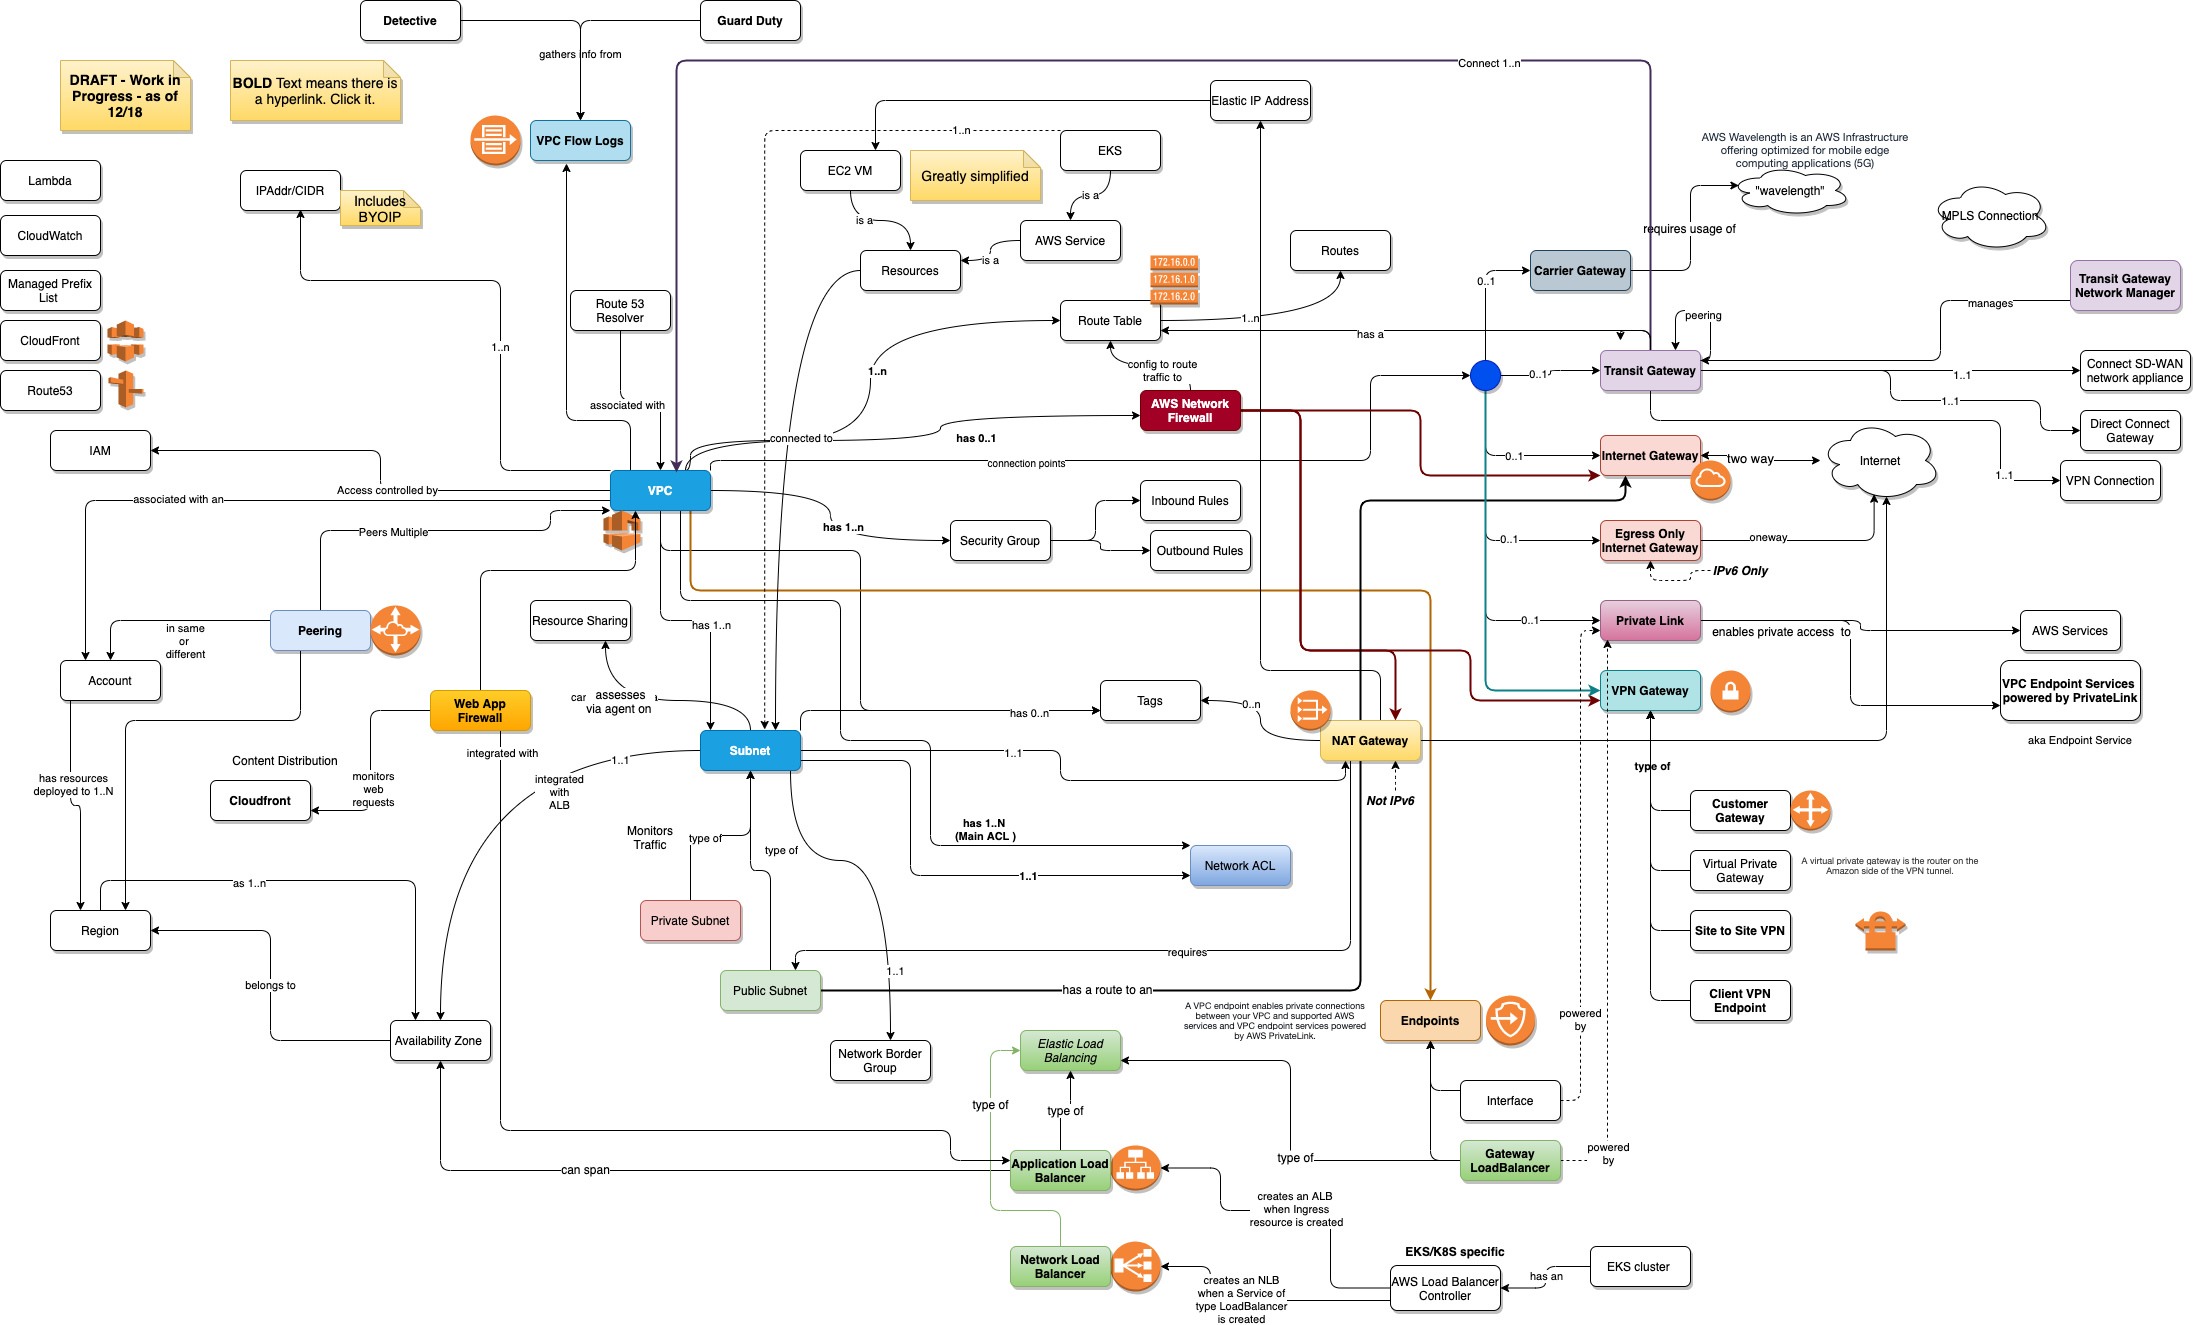 Detective
Guard Duty
gathers info from
DRAFT - Work in
Progress - as of
12/18
BOLD Text means there is
a hyperlink. Click it.
Connect 1..n
Elastic IP Address
VPC Flow Logs
1..n
EKS
AWS Wavelength is an AWS Infrastructure
offering optimized for mobile edge
computing applications (5G)
Lambda
IPAddr/CIDR
Includes
BYOIP
EC2 VM
Greatly simplified
is a
is a
"wavelength"
MPLS Connection
CloudWatch
AWS Service
requires usage of
Routes
is a
Resources
172.16.0.0
172.16.1.0
172.16.2.0
0..1
Carrier Gateway
Transit Gateway
Network Manager
Managed Prefix
List
Route 53
Resolver
manages
Route Table
1..n
peering
CloudFront
1..n
has a
config to route
traffic to
1..n
0..1
Transit Gateway
1..1
Connect SD-WAN
network appliance
Route53
associated with
AWS Network
Firewall
1..1
Direct Connect
Gateway
connected to
has 0..1
IAM
connection points
0..1
Internet Gateway
two way
Internet
1..1
VPN Connection
Access controlled by
VPC
associated with an
Inbound Rules
has 1..n
Peers Multiple
Security Group
Outbound Rules
0..1
Egress Only
Internet Gateway
oneway
IPv6 Only
Resource Sharing
has 1..n
Peering
in same
or
different
0..1
Private Link
enables private access  to
AWS Services
Account
VPC Endpoint Services
powered by PrivateLink
VPN Gateway
assesses
via agent on
Web App
Firewall
Tags
0..n
has 0..n
NAT Gateway
aka Endpoint Service
Subnet
1..1
1..1
integrated with
Content Distribution
type of
has resources
deployed to 1..N
monitors
web
requests
integrated
with
ALB
Cloudfront
Not IPv6
Customer
Gateway
Monitors
Traffic
type of
type of
has 1..N
(Main ACL )
Network ACL
Virtual Private
Gateway
A virtual private gateway is the router on the
Amazon side of the VPN tunnel.
as 1..n
1..1
Region
Private Subnet
Site to Site VPN
requires
belongs to
1..1
Public Subnet
has a route to an
Client VPN
Endpoint
A VPC endpoint enables private connections
between your VPC and supported AWS
services and VPC endpoint services powered
by AWS PrivateLink.
Endpoints
powered
by
Availability Zone
Network Border
Group
Elastic Load
Balancing
Interface
type of
type of
type of
Gateway
LoadBalancer
powered
by
can span
Application Load
Balancer
creates an ALB
when Ingress
resource is created
EKS/K8S specific
Network Load
Balancer
creates an NLB
when a Service of
type LoadBalancer
is created
AWS Load Balancer
Controller
has an
EKS cluster